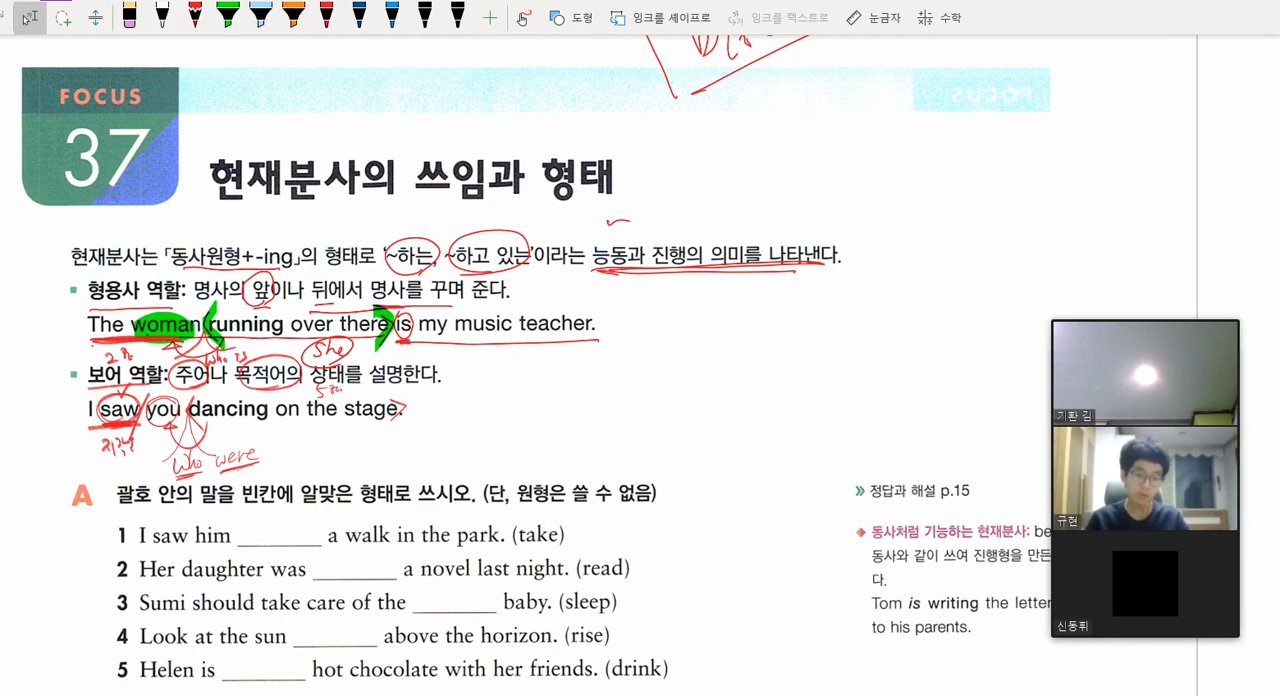 도형 잉크를 셰이프로 잉크를 텍스트로 눈금자 수학
FOCUS
37
FOCUS
현재분사의 쓰임과 형태
현재분사는 「동사원형+-ing」의 형태로 '~하는, ~하고 있는'이라는 능동과 진행의 의미를 나타낸다.
형용사 역할: 명사의 앞이나 뒤에서 명사를 꾸며 준다.
The woman running over there is my music teacher.
who is
She
보어 역할: 주어나 목적어의 상태를 설명한다.
I saw you dancing on the stage.
who were
A 괄호 안의 말을 빈칸에 알맞은 형태로 쓰시오. (단, 원형은 쓸 수 없음)
1 I saw him ________ a walk in the park. (take)
2 Her daughter was ________ a novel last night. (read)
3 Sumi should take care of the ________ baby. (sleep)
4 Look at the sun ________ above the horizon. (rise)
5 Helen is ________ hot chocolate with her friends. (drink)
정답과 해설 p.15
동사처럼 기능하는 현재분사: be
동사와 같이 쓰여 진행형을 만든
다.
Tom is writing the letter
to his parents.
기환 김
규현
신동휘